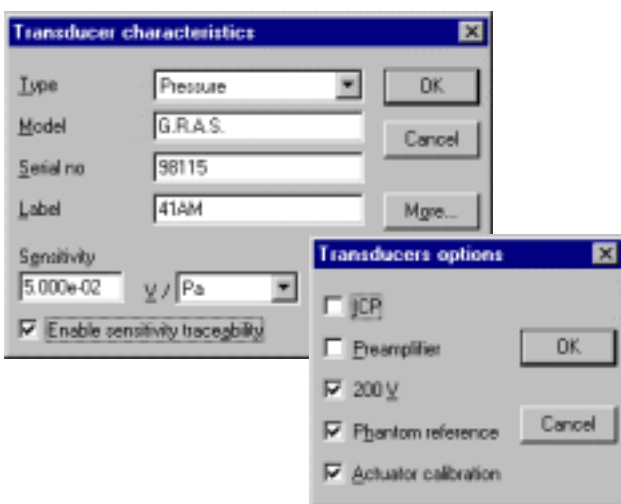 Transducer characteristics
Type Pressure OK
Model G.R.A.S. Cancel
Serial no 98115
Label 41AM More...
Sensitivity
5.000e-02 V / Pa
Enable sensitivity traceability
Transducers options
ICP
Preamplifier OK
200 V
Phantom reference Cancel
Actuator calibration